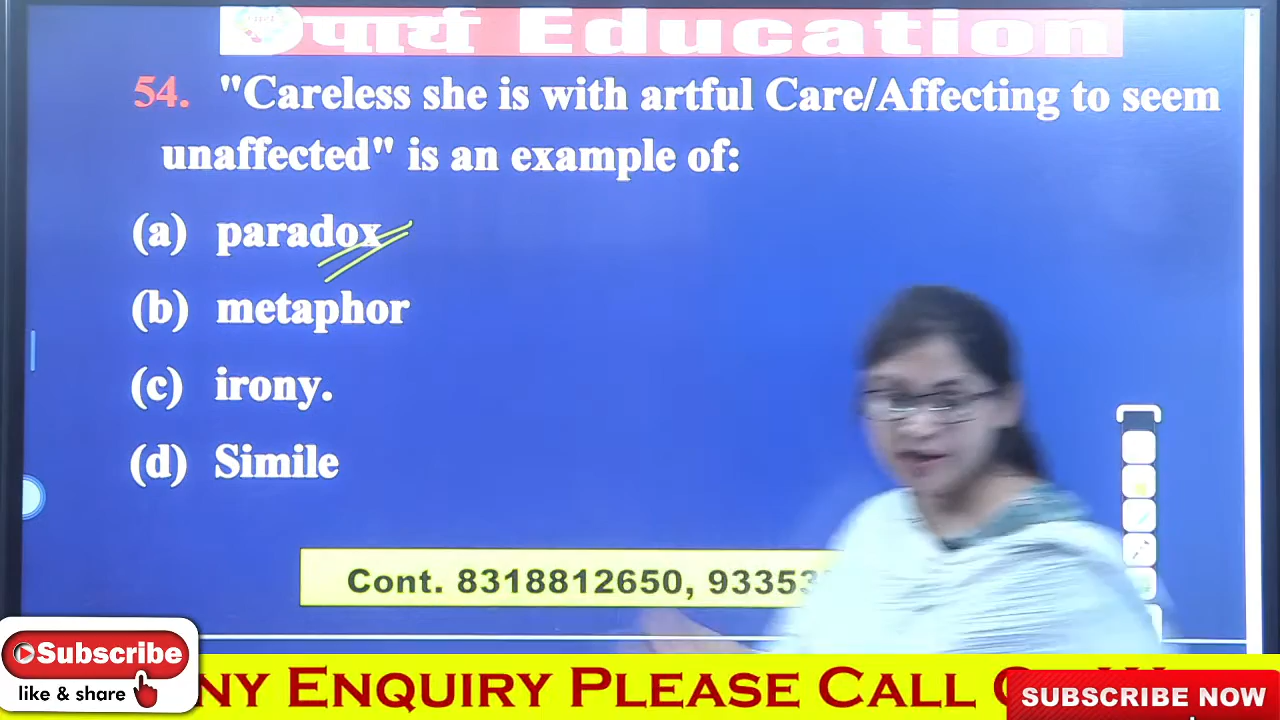 पार्थ Education
54. "Careless she is with artful Care/Affecting to seem
unaffected" is an example of:
(a) paradox
(b) metaphor
(c) irony.
(d) Simile
Cont. 8318812650, 9335
Subscribe
like & share
NY ENQUIRY PLEASE CALL
SUBSCRIBE NOW